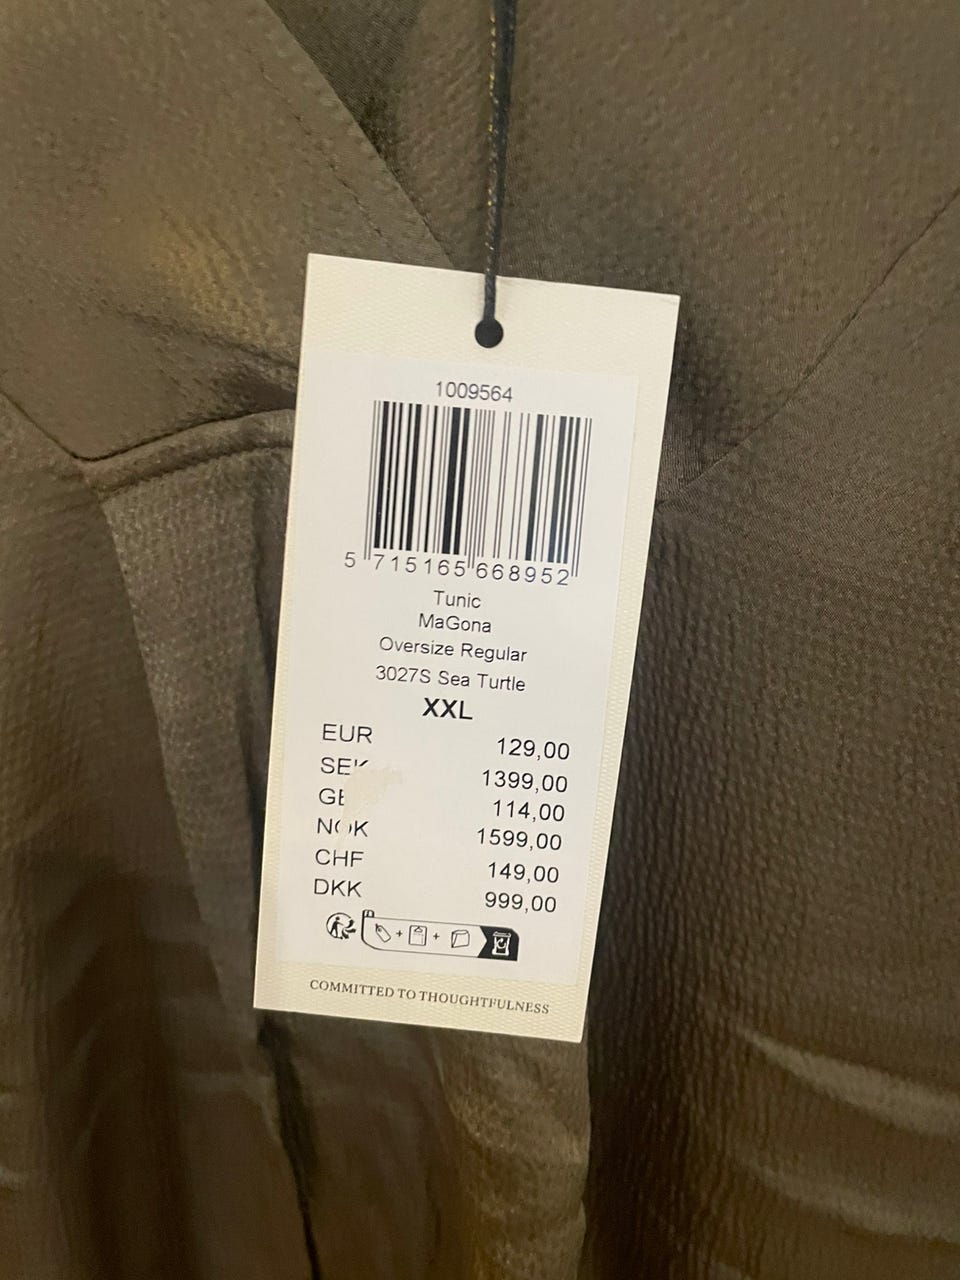 1009564
5 715165 668952
Tunic
MaGona
Oversize Regular
3027S Sea Turtle
XXL
EUR 129,00
SEK 1399,00
114,00
NOK 1599,00
CHF 149,00
DKK 999,00
COMMITTED TO THOUGHTFULNESS